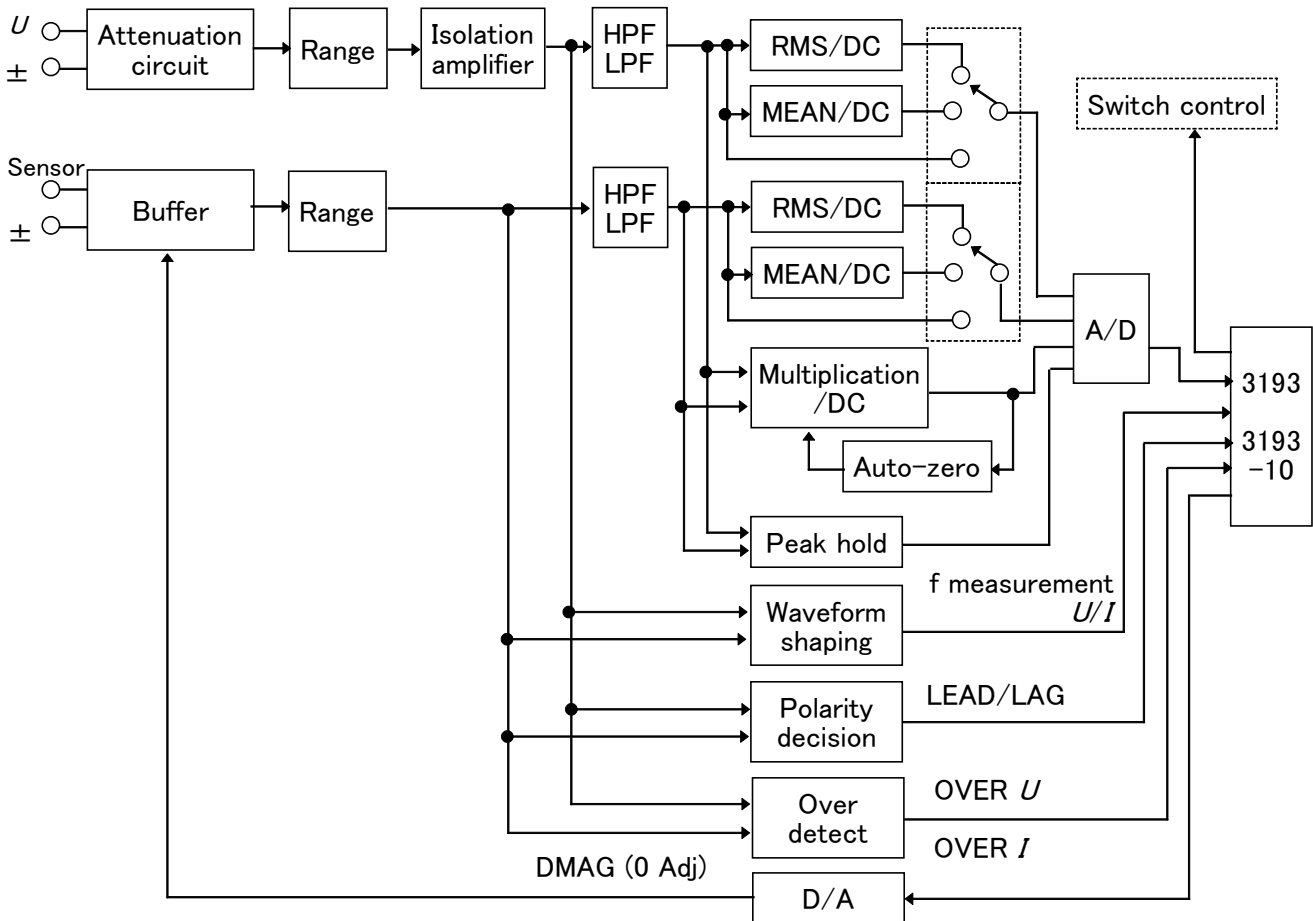 U
±
Attenuation
circuit
Range
Isolation
amplifier
HPF
LPF
RMS/DC
MEAN/DC
Switch control
Sensor
±
Buffer
Range
HPF
LPF
RMS/DC
MEAN/DC
A/D
Multiplication
/DC
Auto-zero
3193
3193
-10
Peak hold
f measurement
U/I
Waveform
shaping
LEAD/LAG
Polarity
decision
OVER U
Over
detect
OVER I
DMAG (0 Adj)
D/A